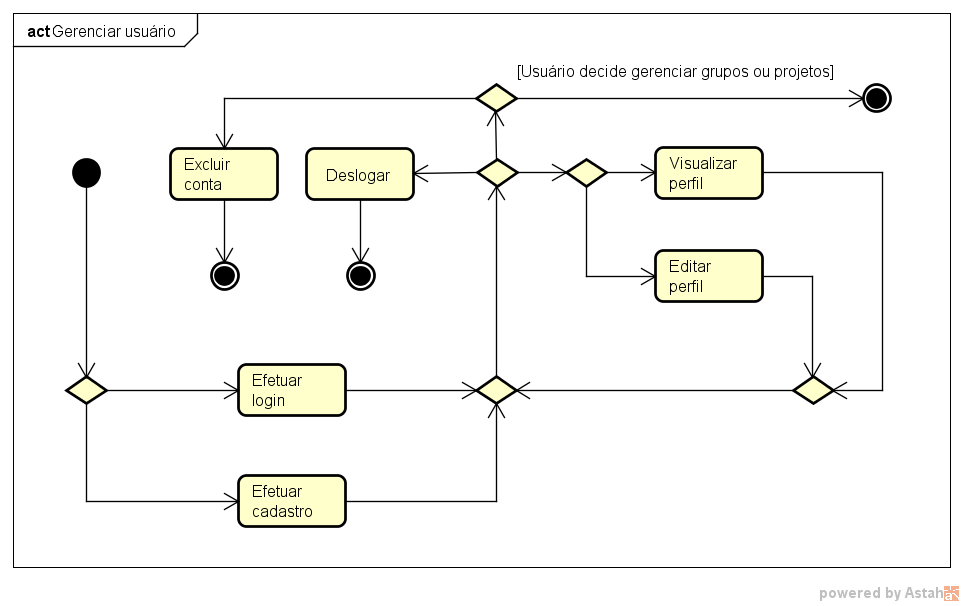 act Gerenciar usuário
[Usuário decide gerenciar grupos ou projetos]
Excluir
conta
Deslogar
Visualizar
perfil
Editar
perfil
Efetuar
login
Efetuar
cadastro
powered by Astah